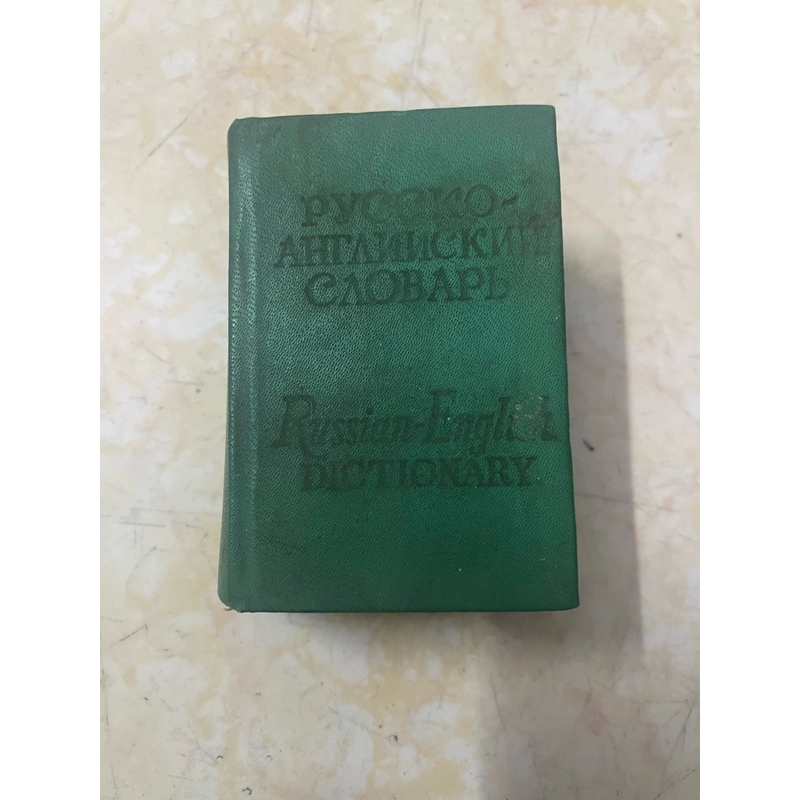 РУССКО-
АНГЛИЙСКИЙ
СЛОВАРЬ
Russian-English
DICTIONARY